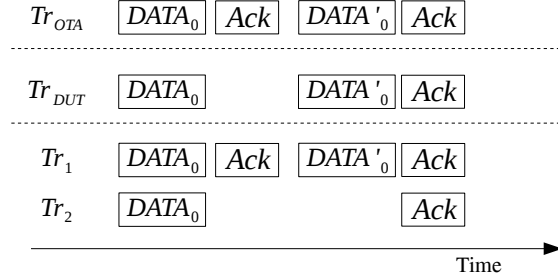 Tr_OTA DATA_0 Ack DATA'_0 Ack
Tr_DUT DATA_0 DATA'_0 Ack
Tr_1 DATA_0 Ack DATA'_0 Ack
Tr_2 DATA_0 Ack
Time